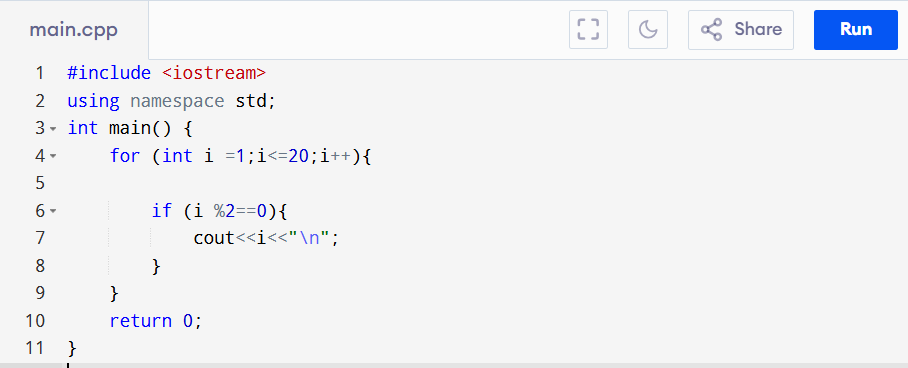 main.cpp Share Run
1 #include <iostream>
2 using namespace std;
3 int main() {
4     for (int i =1;i<=20;i++){
5
6         if (i %2==0){
7             cout<<i<<"\n";
8         }
9     }
10     return 0;
11 }